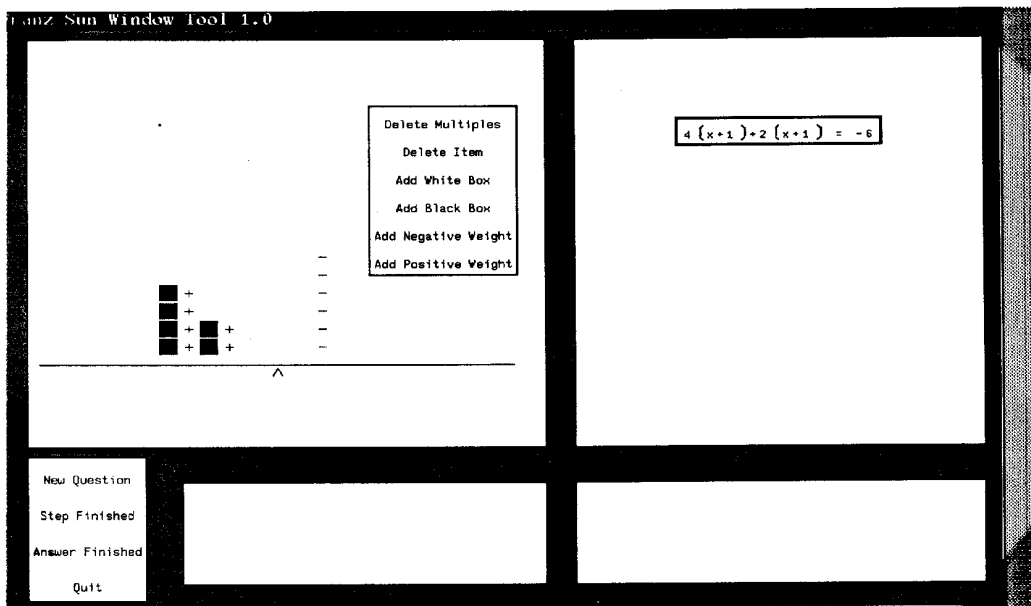 Franz Sun Window Tool 1.0
Delete Multiples
Delete Item
Add White Box
Add Black Box
Add Negative Weight
Add Positive Weight
4 (x+1)+2 (x+1) = -6
−
−
+ −
+ −
+ + −
+ + −
^
New Question
Step Finished
Answer Finished
Quit